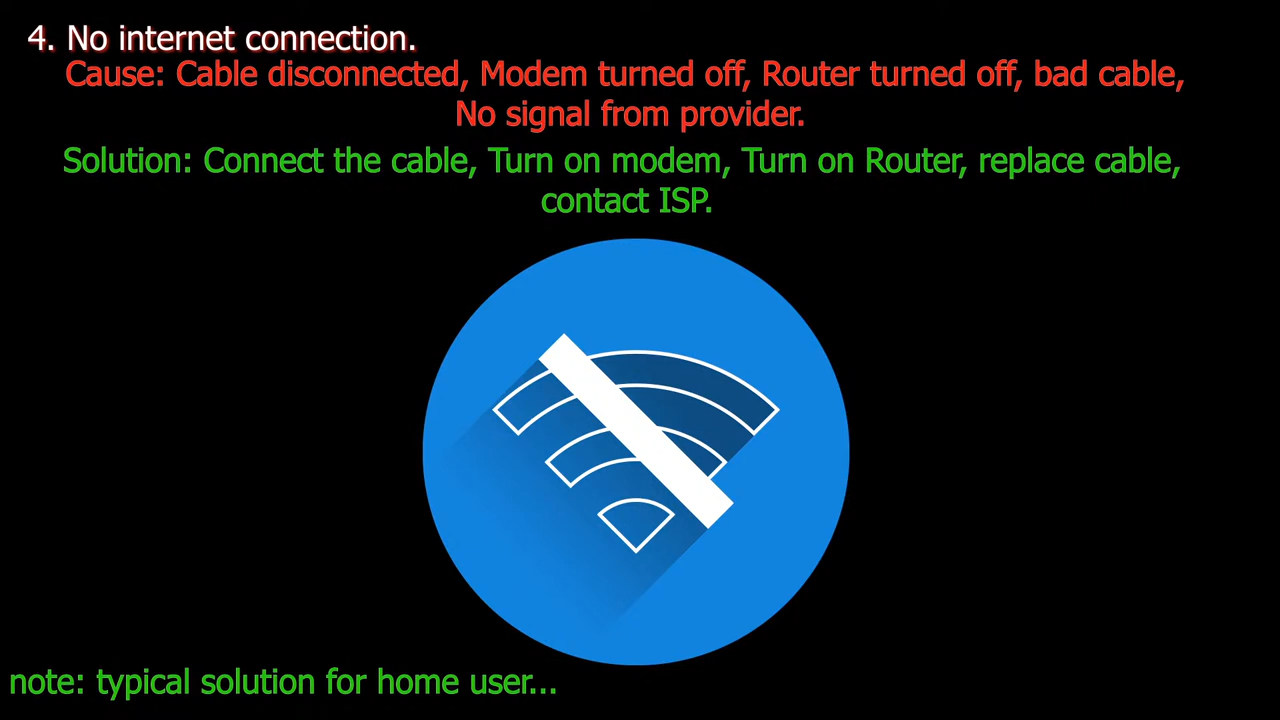 4. No internet connection.
Cause: Cable disconnected, Modem turned off, Router turned off, bad cable,
No signal from provider.
Solution: Connect the cable, Turn on modem, Turn on Router, replace cable,
contact ISP.
note: typical solution for home user...